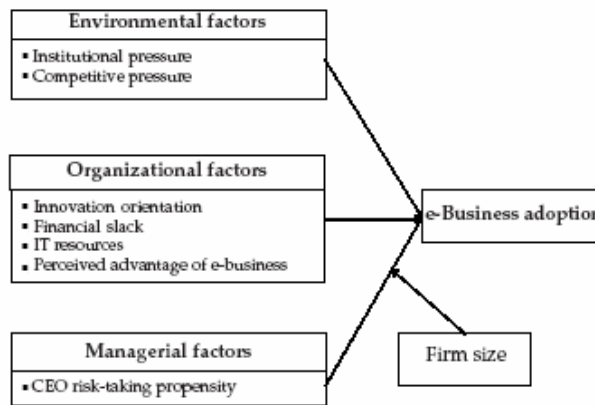 Environmental factors
▪ Institutional pressure
▪ Competitive pressure
Organizational factors
▪ Innovation orientation
▪ Financial slack
▪ IT resources
▪ Perceived advantage of e-business
e-Business adoption
Managerial factors
▪ CEO risk-taking propensity
Firm size